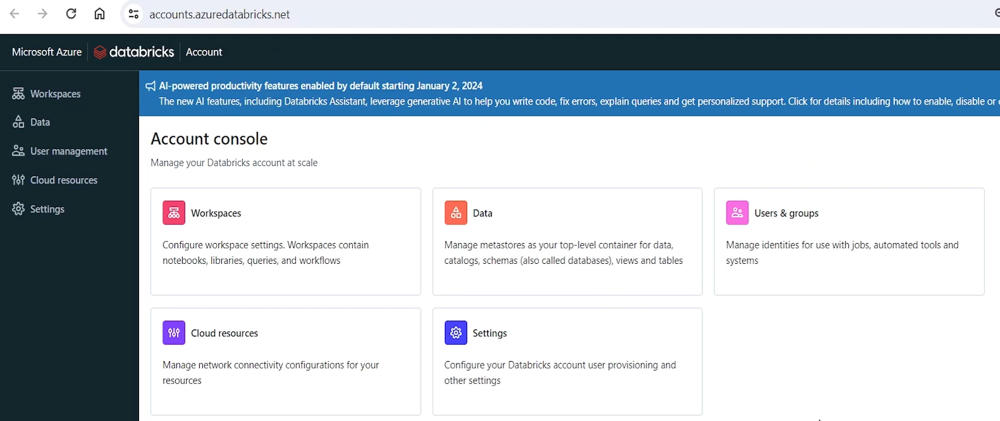 accounts.azuredatabricks.net
Microsoft Azure databricks Account
Workspaces
Data
User management
Cloud resources
Settings
AI-powered productivity features enabled by default starting January 2, 2024
The new AI features, including Databricks Assistant, leverage generative AI to help you write code, fix errors, explain queries and get personalized support. Click for details including how to enable, disable or
Account console
Manage your Databricks account at scale
Workspaces
Configure workspace settings. Workspaces contain
notebooks, libraries, queries, and workflows
Data
Manage metastores as your top-level container for data,
catalogs, schemas (also called databases), views and tables
Users & groups
Manage identities for use with jobs, automated tools and
systems
Cloud resources
Manage network connectivity configurations for your
resources
Settings
Configure your Databricks account user provisioning and
other settings